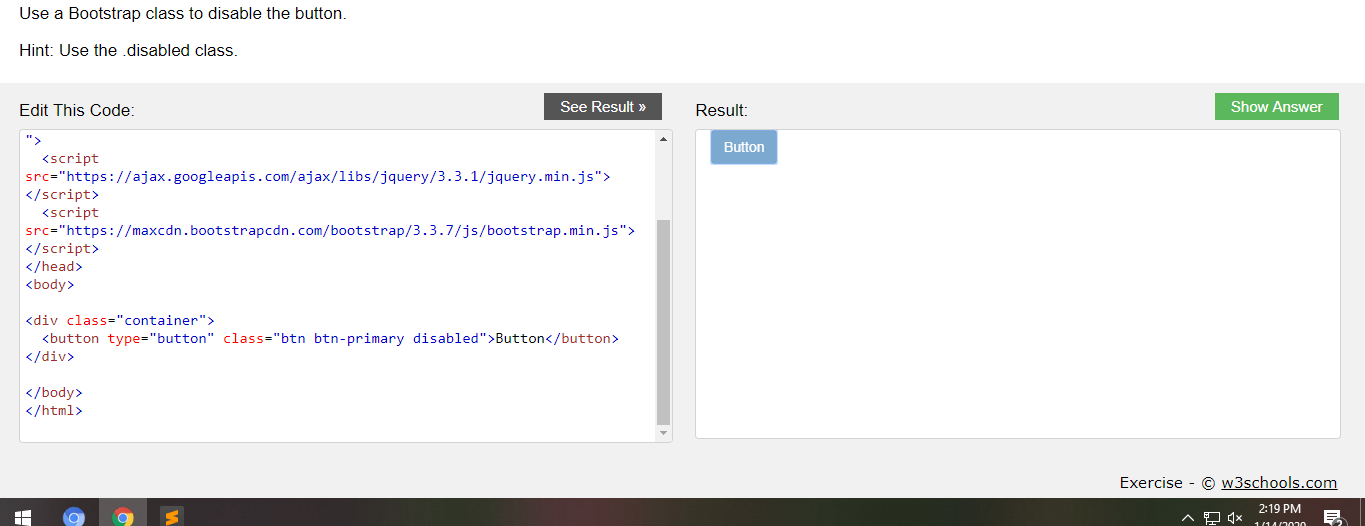 Use a Bootstrap class to disable the button.
Hint: Use the .disabled class.
Edit This Code:
See Result »
Result:
Show Answer
">
<script
src="https://ajax.googleapis.com/ajax/libs/jquery/3.3.1/jquery.min.js">
</script>
<script
src="https://maxcdn.bootstrapcdn.com/bootstrap/3.3.7/js/bootstrap.min.js">
</script>
</head>
<body>
<div class="container">
<button type="button" class="btn btn-primary disabled">Button</button>
</div>
</body>
</html>
Button
Exercise - © w3schools.com
2:19 PM
1/14/2020
2